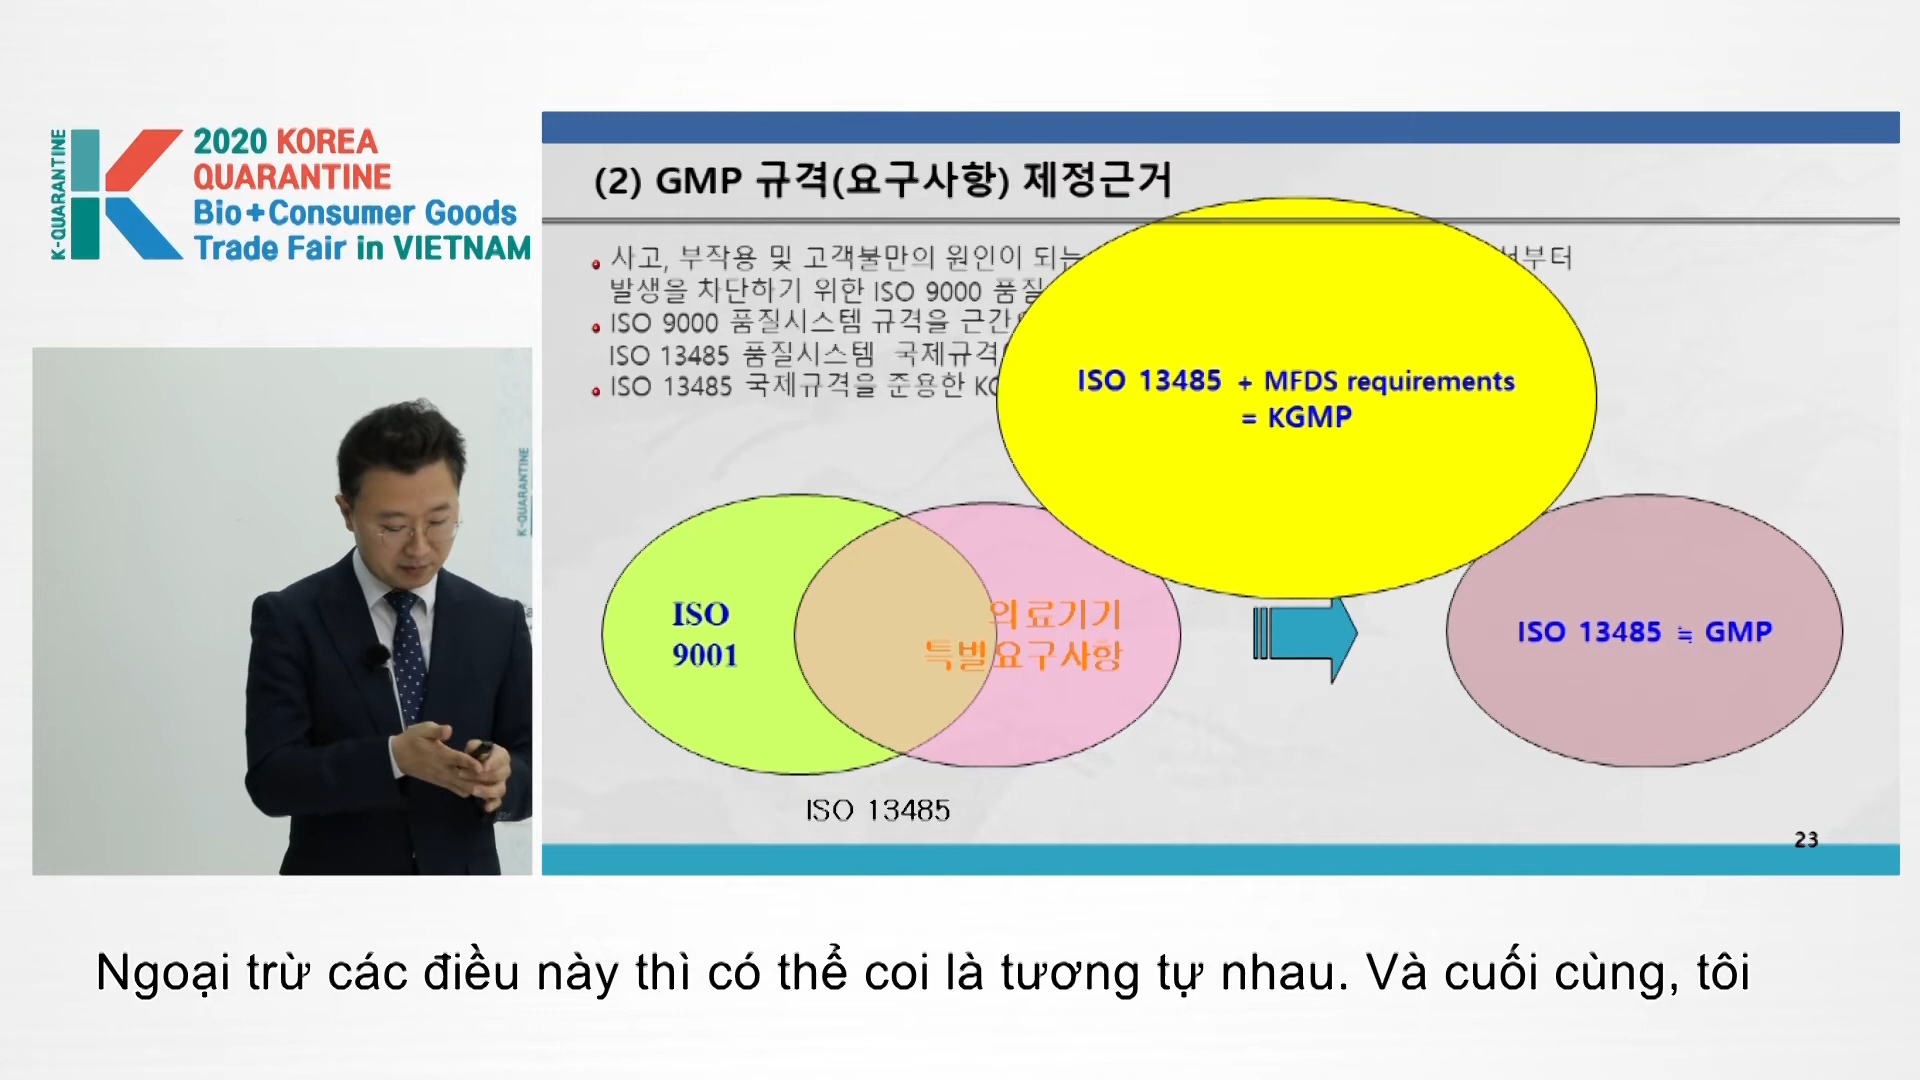 K-QUARANTINE
2020 KOREA
QUARANTINE
Bio+Consumer Goods
Trade Fair in VIETNAM
K-QUARANTINE
(2) GMP 규격(요구사항) 제정근거
사고, 부작용 및 고객불만의 원인이 되는 부터
발생을 차단하기 위한 ISO 9000 품질
ISO 9000 품질시스템 규격을 근간
ISO 13485 품질시스템 국제규격
ISO 13485 국제규격을 준용한
ISO 13485 + MFDS requirements
= KGMP
ISO
9001
의료기기
특별요구사항
ISO 13485 ≒ GMP
ISO 13485
23
Ngoại trừ các điều này thì có thể coi là tương tự nhau. Và cuối cùng, tôi